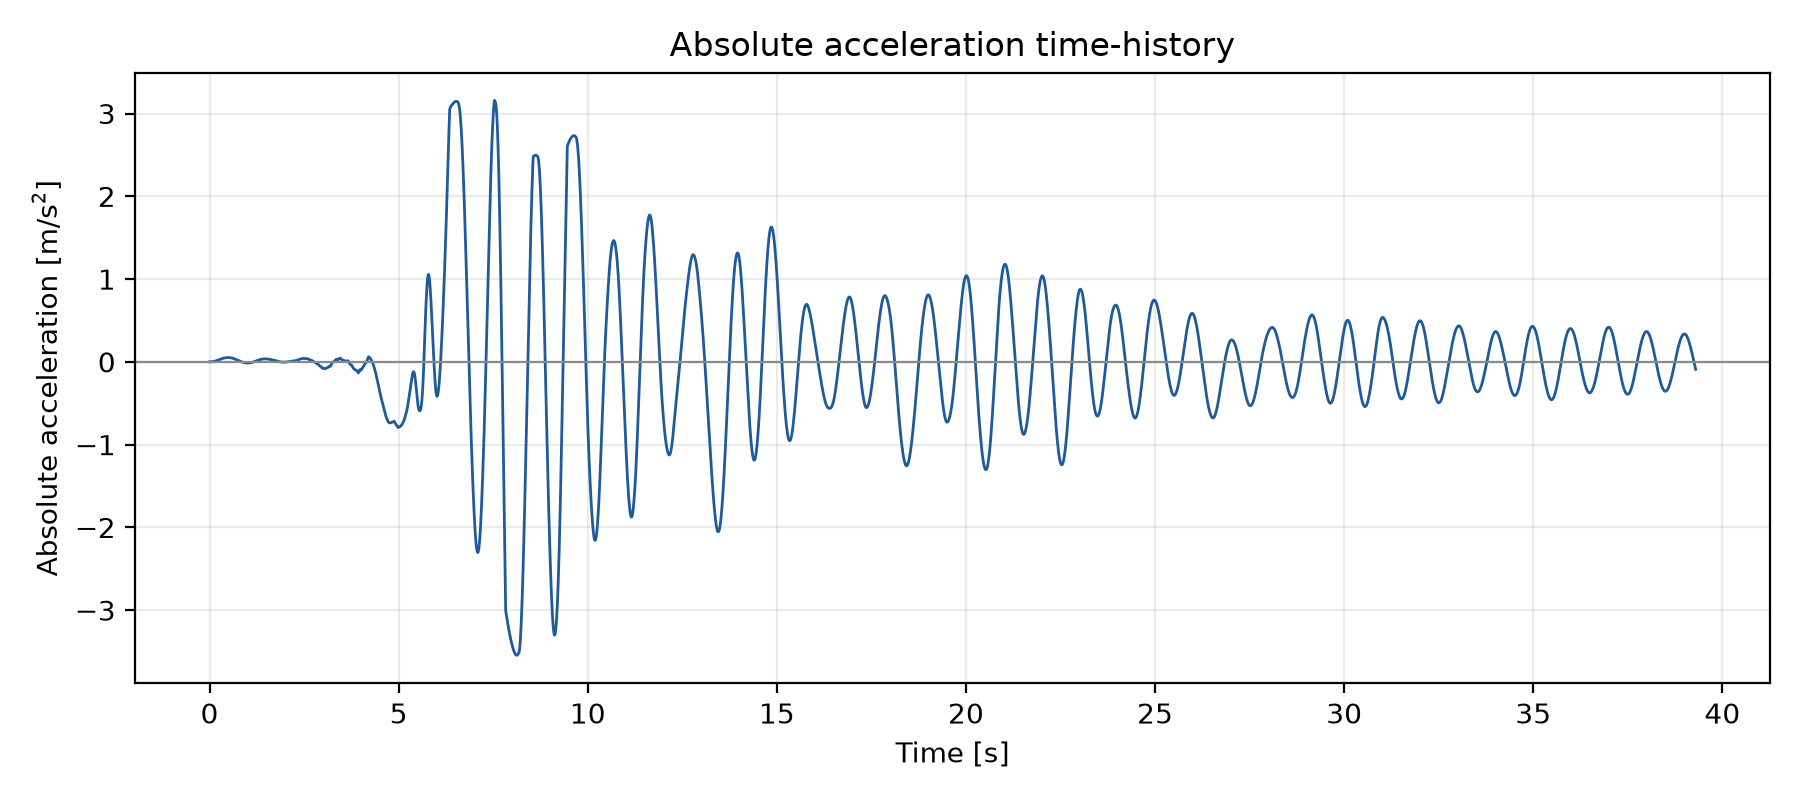 Absolute acceleration time-history
Absolute acceleration [m/s²]
3
2
1
0
−1
−2
−3
0 5 10 15 20 25 30 35 40
Time [s]